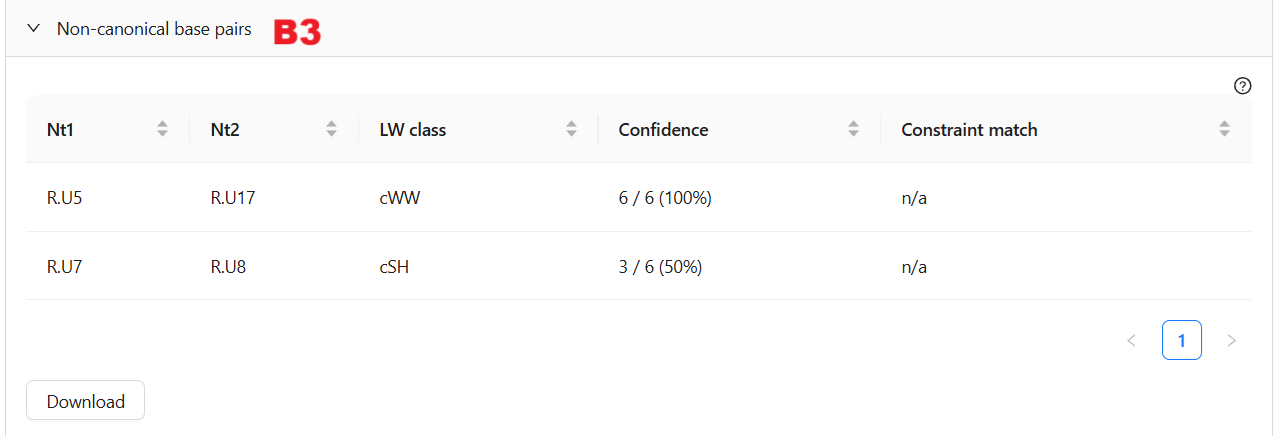 Non-canonical base pairs B3
Nt1 Nt2 LW class Confidence Constraint match
R.U5 R.U17 cWW 6 / 6 (100%) n/a
R.U7 R.U8 cSH 3 / 6 (50%) n/a
1
Download